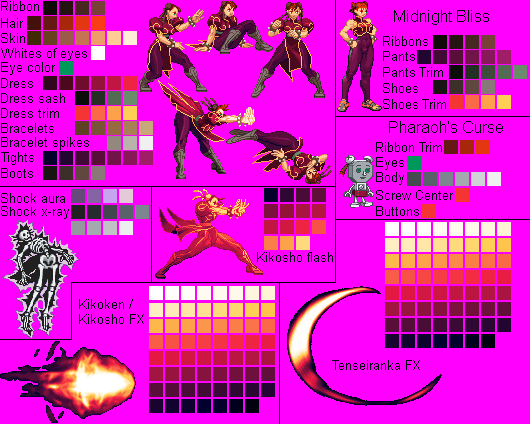 Ribbon
Hair
Skin
Whites of eyes
Eye color
Dress
Dress sash
Dress trim
Bracelets
Bracelet spikes
Tights
Boots
Midnight Bliss
Ribbons
Pants
Pants Trim
Shoes
Shoes Trim
Pharaoh's Curse
Ribbon Trim
Eyes
Body
Screw Center
Buttons
Shock aura
Shock x-ray
Kikosho flash
Kikoken /
Kikosho FX
Tenseiranka FX